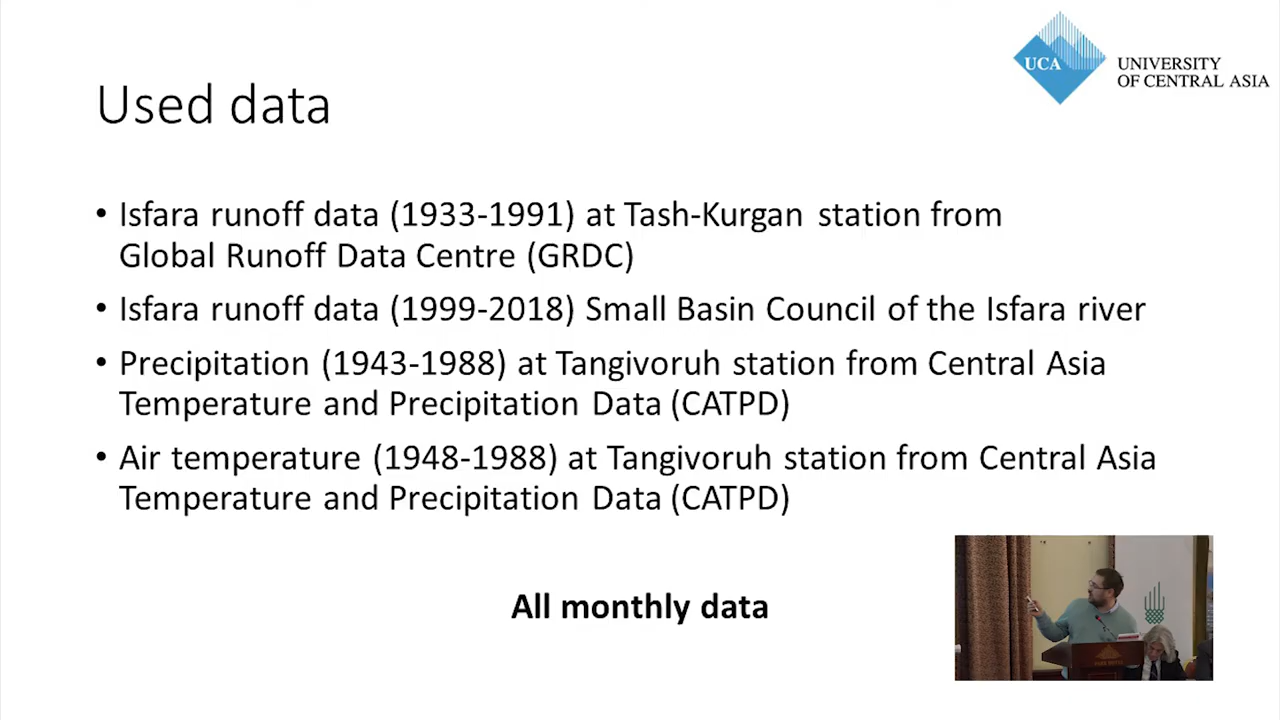 UCA
UNIVERSITY
OF CENTRAL ASIA
Used data
• Isfara runoff data (1933-1991) at Tash-Kurgan station from
Global Runoff Data Centre (GRDC)
• Isfara runoff data (1999-2018) Small Basin Council of the Isfara river
• Precipitation (1943-1988) at Tangivoruh station from Central Asia
Temperature and Precipitation Data (CATPD)
• Air temperature (1948-1988) at Tangivoruh station from Central Asia
Temperature and Precipitation Data (CATPD)
All monthly data